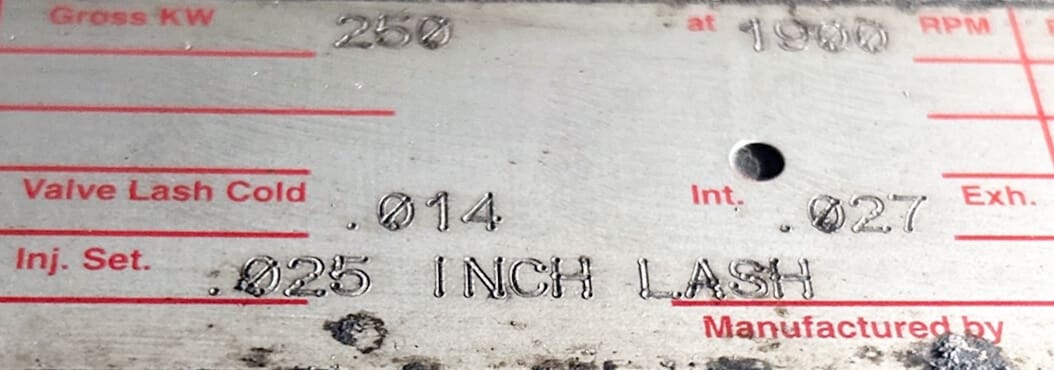 Gross KW 250 at 1900 RPM
Valve Lash Cold .014 Int. .027 Exh.
Inj. Set. .025 INCH LASH
Manufactured by